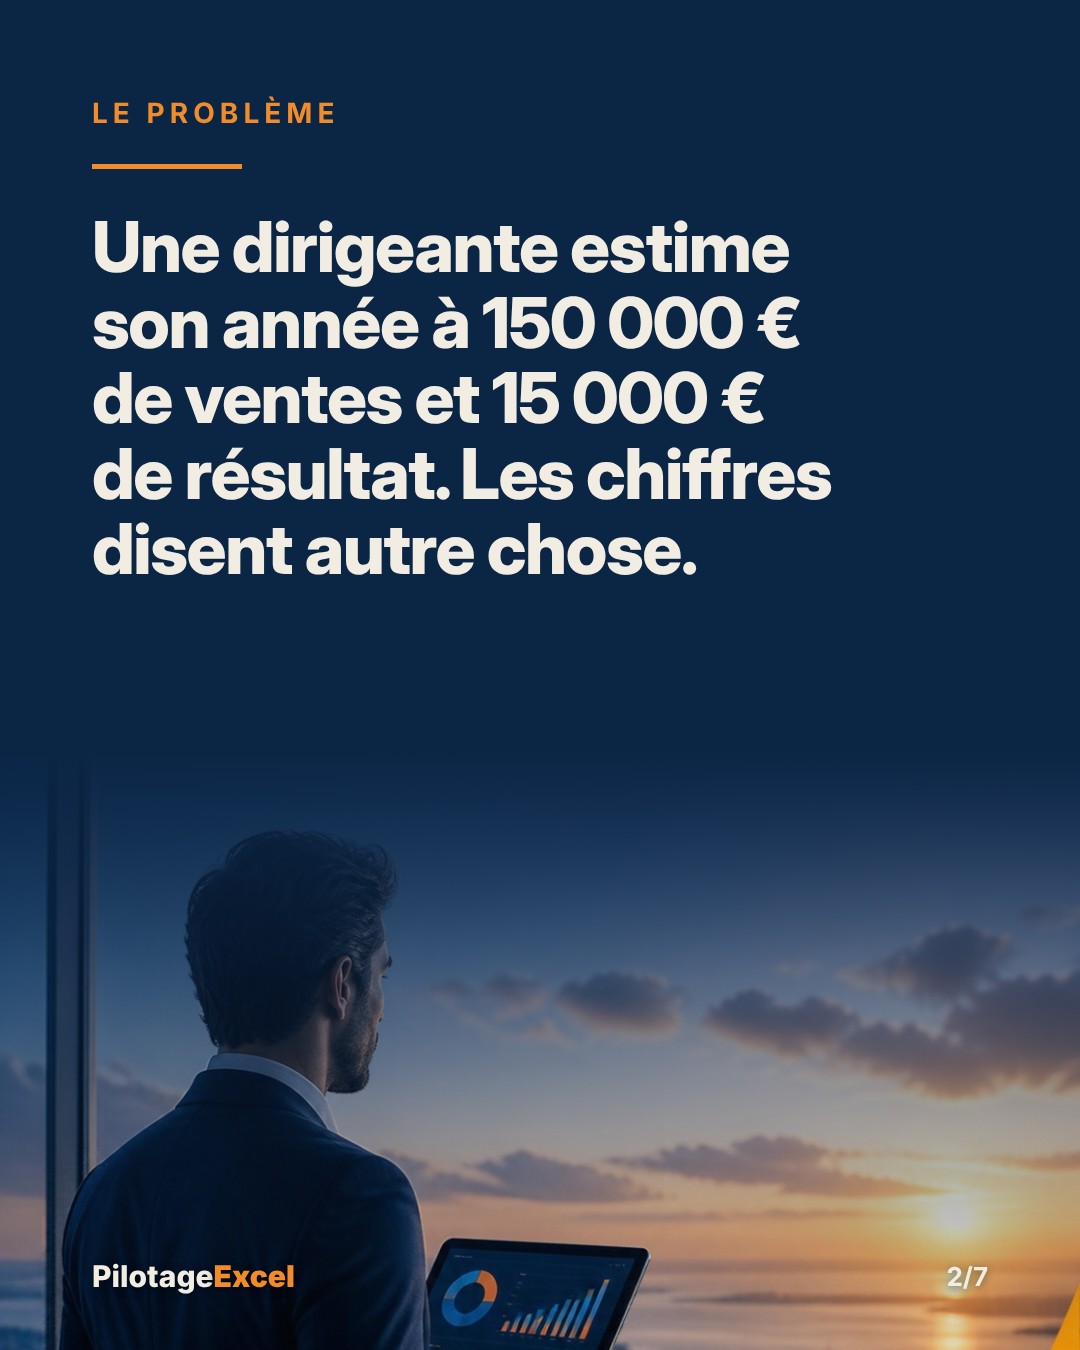 LE PROBLÈME
Une dirigeante estime
son année à 150 000 €
de ventes et 15 000 €
de résultat. Les chiffres
disent autre chose.
PilotageExcel
2/7